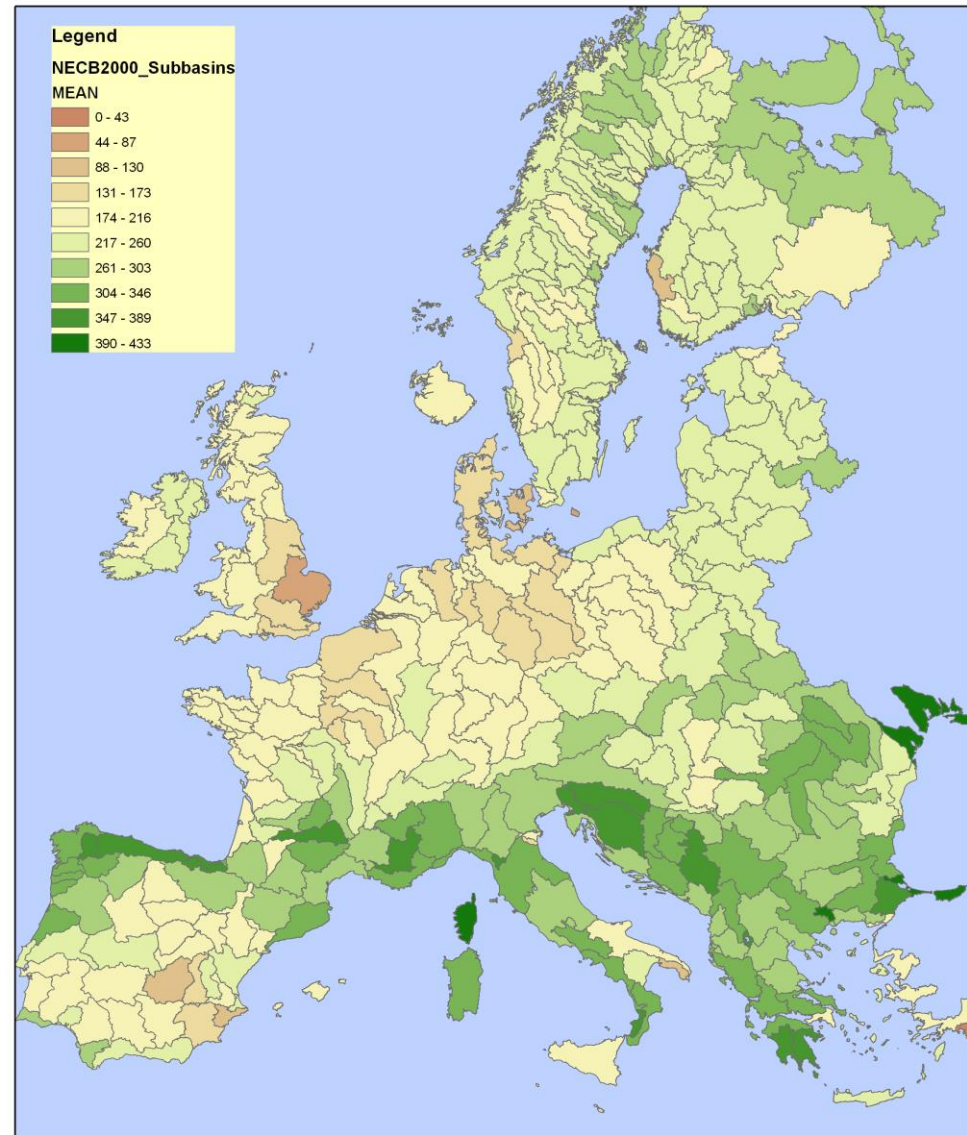 Legend
NECB2000_Subbasins
MEAN
0 - 43
44 - 87
88 - 130
131 - 173
174 - 216
217 - 260
261 - 303
304 - 346
347 - 389
390 - 433